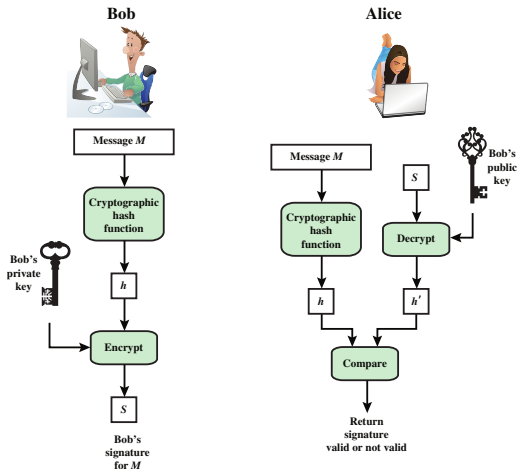 Bob
Message M
Cryptographic
hash
function
Bob's
private
key
h
Encrypt
S
Bob's
signature
for M
Alice
Message M
Cryptographic
hash
function
h
S
Bob's
public
key
Decrypt
h'
Compare
Return
signature
valid or not valid